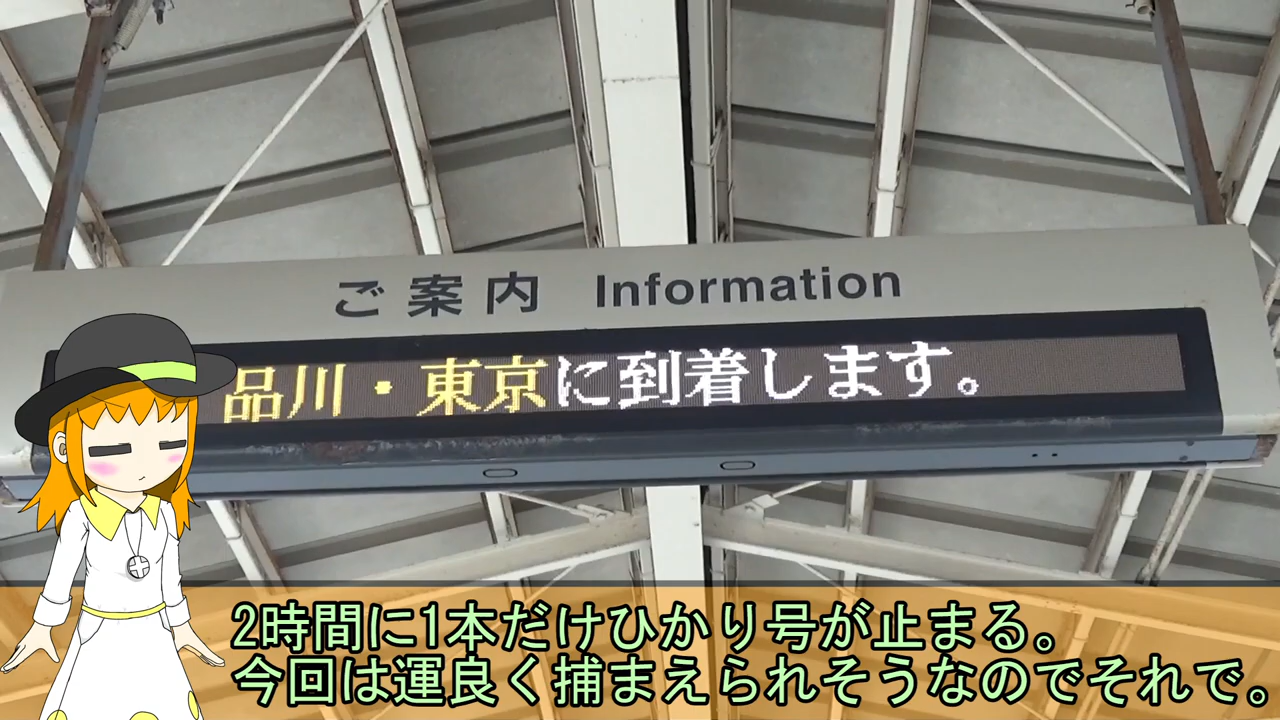 ご案内 Information
品川・東京に到着します。
2時間に1本だけひかり号が止まる。
今回は運良く捕まえられそうなのでそれで。